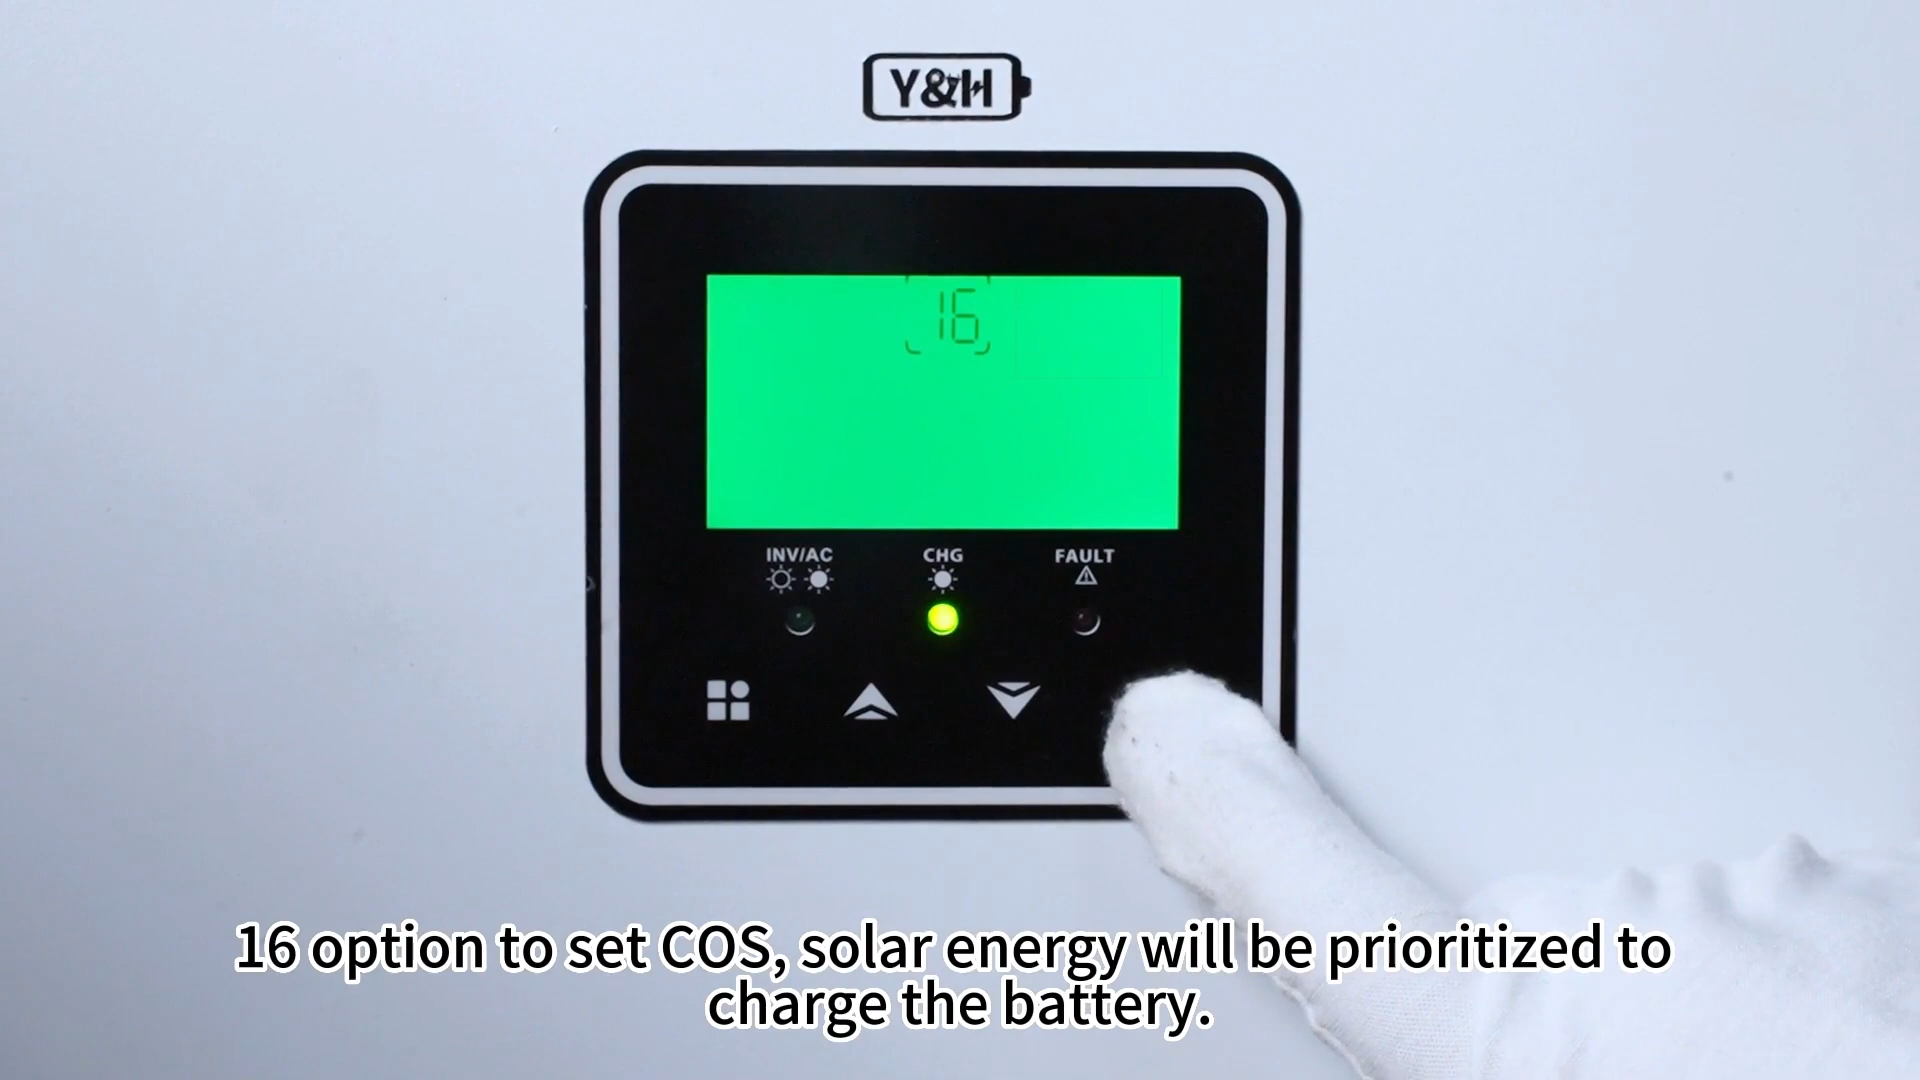 Y&H
16
INV/AC
CHG
FAULT
16 option to set COS, solar energy will be prioritized to
charge the battery.